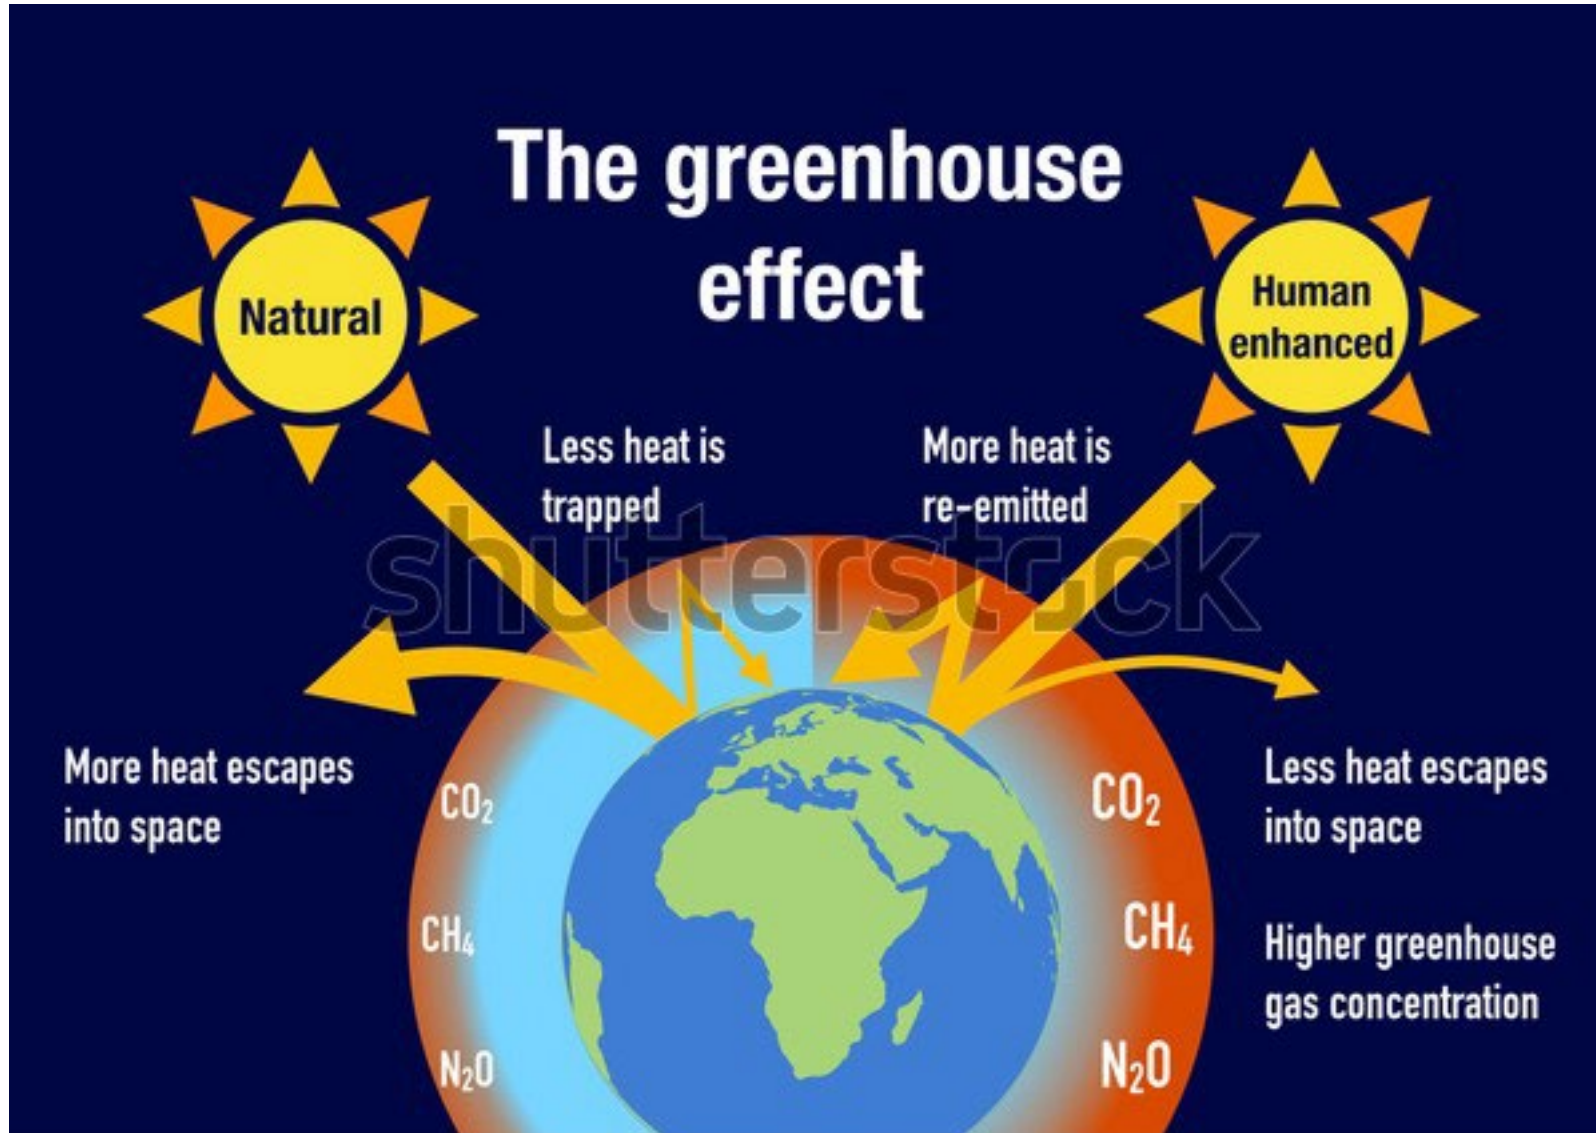 The greenhouse
effect
Natural
Human
enhanced
Less heat is
trapped
More heat is
re-emitted
shutterstock
More heat escapes
into space
CO₂
CH₄
N₂O
CO₂
CH₄
N₂O
Less heat escapes
into space
Higher greenhouse
gas concentration